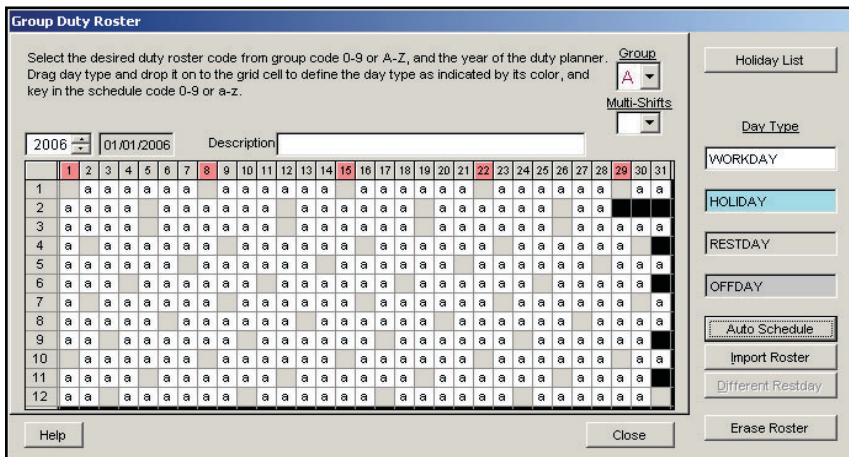 Group Duty Roster
Select the desired duty roster code from group code 0-9 or A-Z, and the year of the duty planner.
Drag day type and drop it on to the grid cell to define the day type as indicated by its color, and
key in the schedule code 0-9 or a-z.
Group
A
Multi-Shifts
2006 01/01/2006 Description
1 2 3 4 5 6 7 8 9 10 11 12 13 14 15 16 17 18 19 20 21 22 23 24 25 26 27 28 29 30 31
1 a a a a a a a a a a a a a a a a a a a a a a a a a a
2 a a a a a a a a a a a a a a a a a a a a a a a a
3 a a a a a a a a a a a a a a a a a a a a a a a a a a a
4 a a a a a a a a a a a a a a a a a a a a a a a a a
5 a a a a a a a a a a a a a a a a a a a a a a a a a a a
6 a a a a a a a a a a a a a a a a a a a a a a a a a a
7 a a a a a a a a a a a a a a a a a a a a a a a a a a
8 a a a a a a a a a a a a a a a a a a a a a a a a a a a
9 a a a a a a a a a a a a a a a a a a a a a a a a a a
10 a a a a a a a a a a a a a a a a a a a a a a a a a a
11 a a a a a a a a a a a a a a a a a a a a a a a a a a
12 a a a a a a a a a a a a a a a a a a a a a a a a a a
Help
Close
Holiday List
Day Type
WORKDAY
HOLIDAY
RESTDAY
OFFDAY
Auto Schedule
Import Roster
Different Restday
Erase Roster